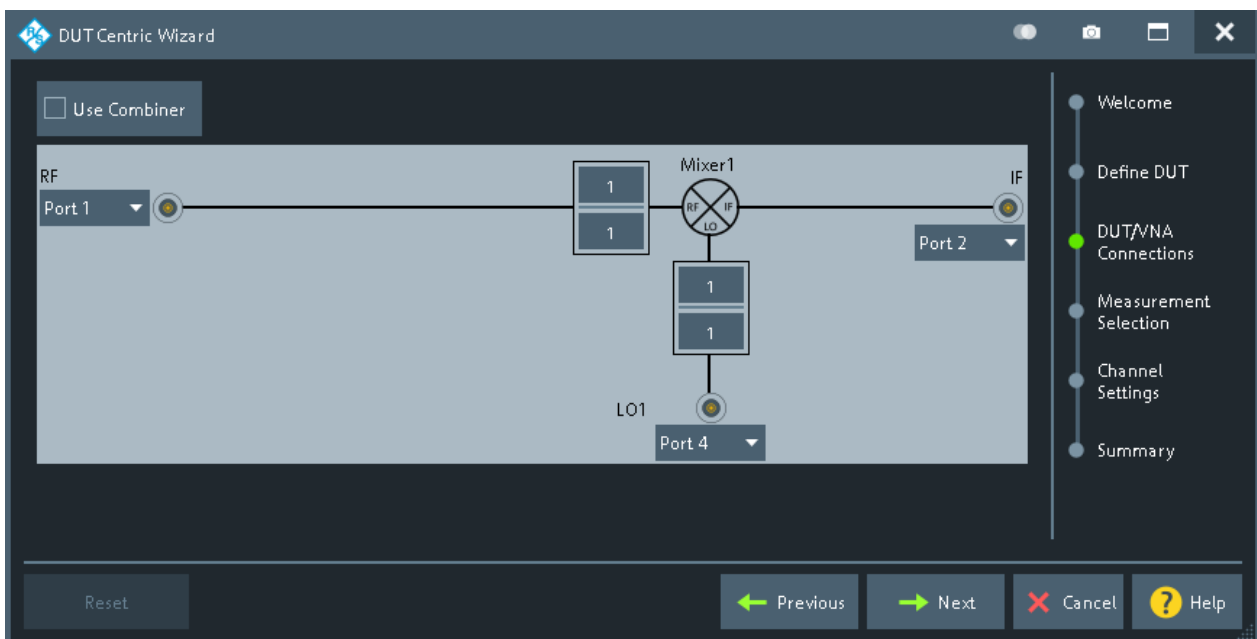 DUT Centric Wizard
Use Combiner
RF
Port 1
1
1
Mixer1
RF
IF
LO
IF
Port 2
1
1
LO1
Port 4
Welcome
Define DUT
DUT/VNA
Connections
Measurement
Selection
Channel
Settings
Summary
Reset
Previous
Next
Cancel
? Help